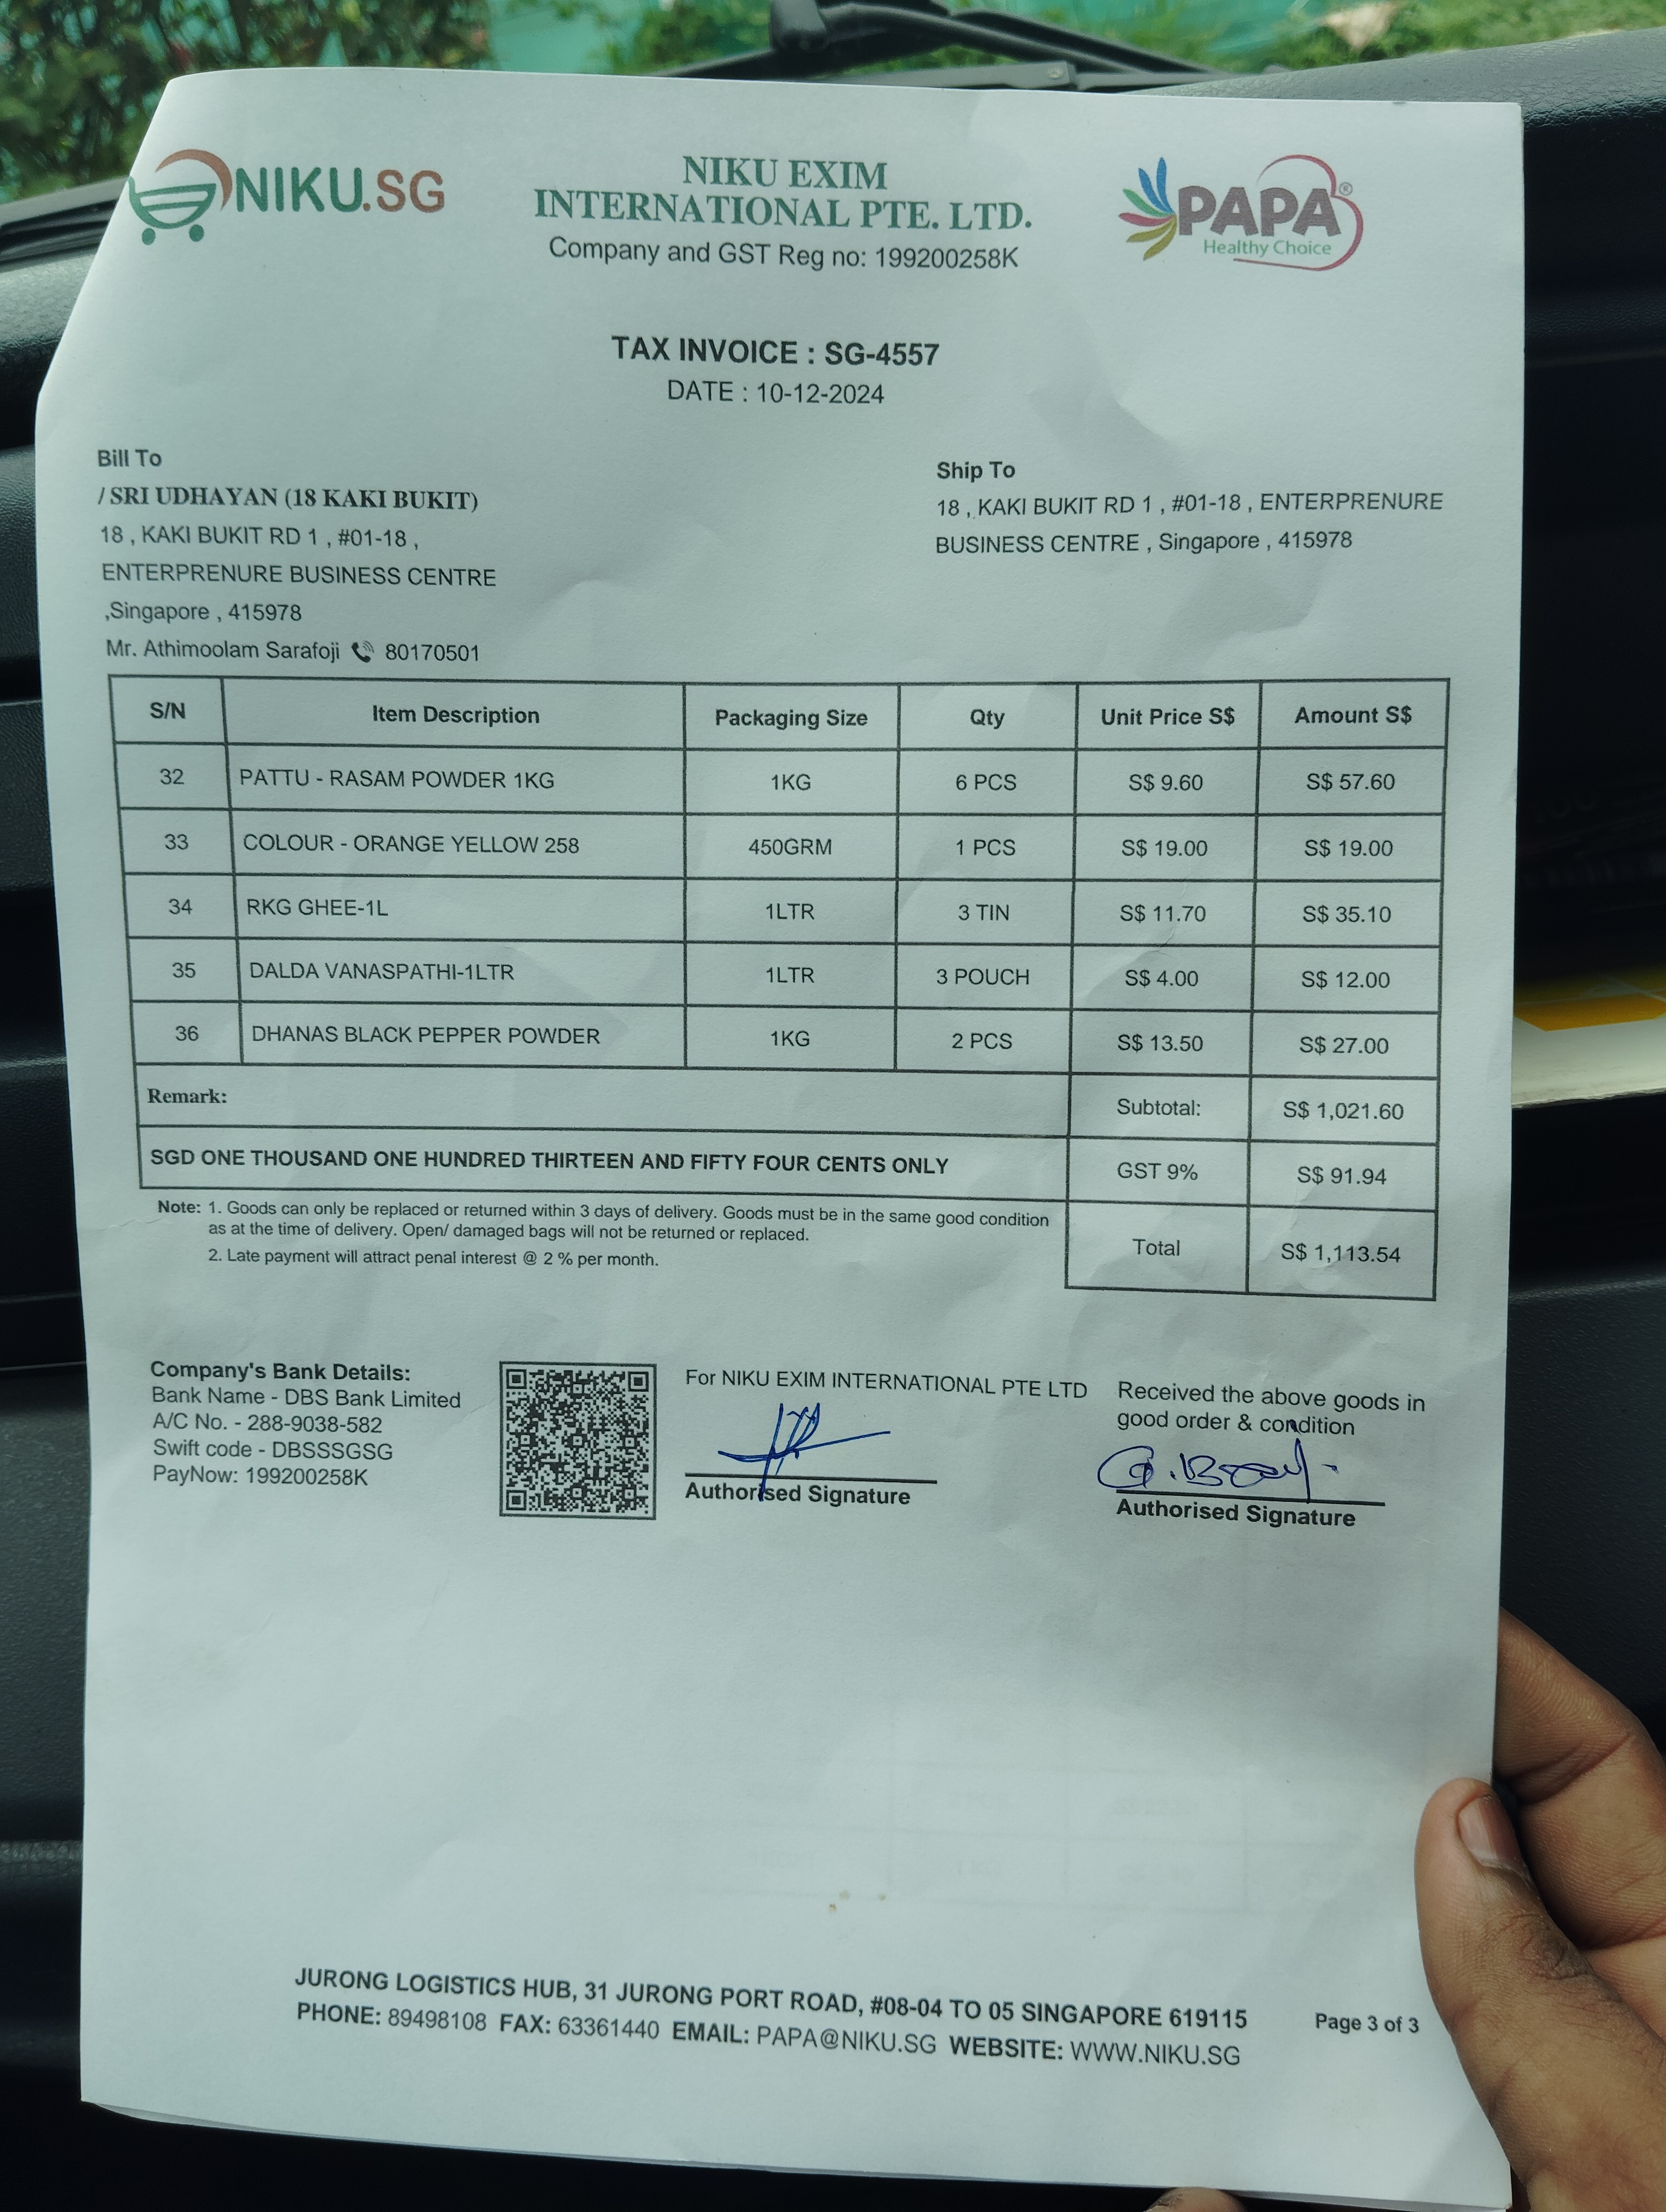 NIKU.SG
NIKU EXIM
INTERNATIONAL PTE. LTD.
Company and GST Reg no: 199200258K
PAPA®
Healthy Choice
TAX INVOICE : SG-4557
DATE : 10-12-2024
Bill To
/ SRI UDHAYAN (18 KAKI BUKIT)
18 , KAKI BUKIT RD 1 , #01-18 ,
ENTERPRENURE BUSINESS CENTRE
,Singapore , 415978
Mr. Athimoolam Sarafoji 80170501
Ship To
18 , KAKI BUKIT RD 1 , #01-18 , ENTERPRENURE
BUSINESS CENTRE , Singapore , 415978
S/N Item Description Packaging Size Qty Unit Price S$ Amount S$
32 PATTU - RASAM POWDER 1KG 1KG 6 PCS S$ 9.60 S$ 57.60
33 COLOUR - ORANGE YELLOW 258 450GRM 1 PCS S$ 19.00 S$ 19.00
34 RKG GHEE-1L 1LTR 3 TIN S$ 11.70 S$ 35.10
35 DALDA VANASPATHI-1LTR 1LTR 3 POUCH S$ 4.00 S$ 12.00
36 DHANAS BLACK PEPPER POWDER 1KG 2 PCS S$ 13.50 S$ 27.00
Remark: Subtotal: S$ 1,021.60
SGD ONE THOUSAND ONE HUNDRED THIRTEEN AND FIFTY FOUR CENTS ONLY GST 9% S$ 91.94
Total S$ 1,113.54
Note: 1. Goods can only be replaced or returned within 3 days of delivery. Goods must be in the same good condition
as at the time of delivery. Open/ damaged bags will not be returned or replaced.
2. Late payment will attract penal interest @ 2 % per month.
Company's Bank Details:
Bank Name - DBS Bank Limited
A/C No. - 288-9038-582
Swift code - DBSSSGSG
PayNow: 199200258K
For NIKU EXIM INTERNATIONAL PTE LTD
Authorised Signature
Received the above goods in
good order & condition
Authorised Signature
JURONG LOGISTICS HUB, 31 JURONG PORT ROAD, #08-04 TO 05 SINGAPORE 619115
PHONE: 89498108 FAX: 63361440 EMAIL: PAPA@NIKU.SG WEBSITE: WWW.NIKU.SG
Page 3 of 3